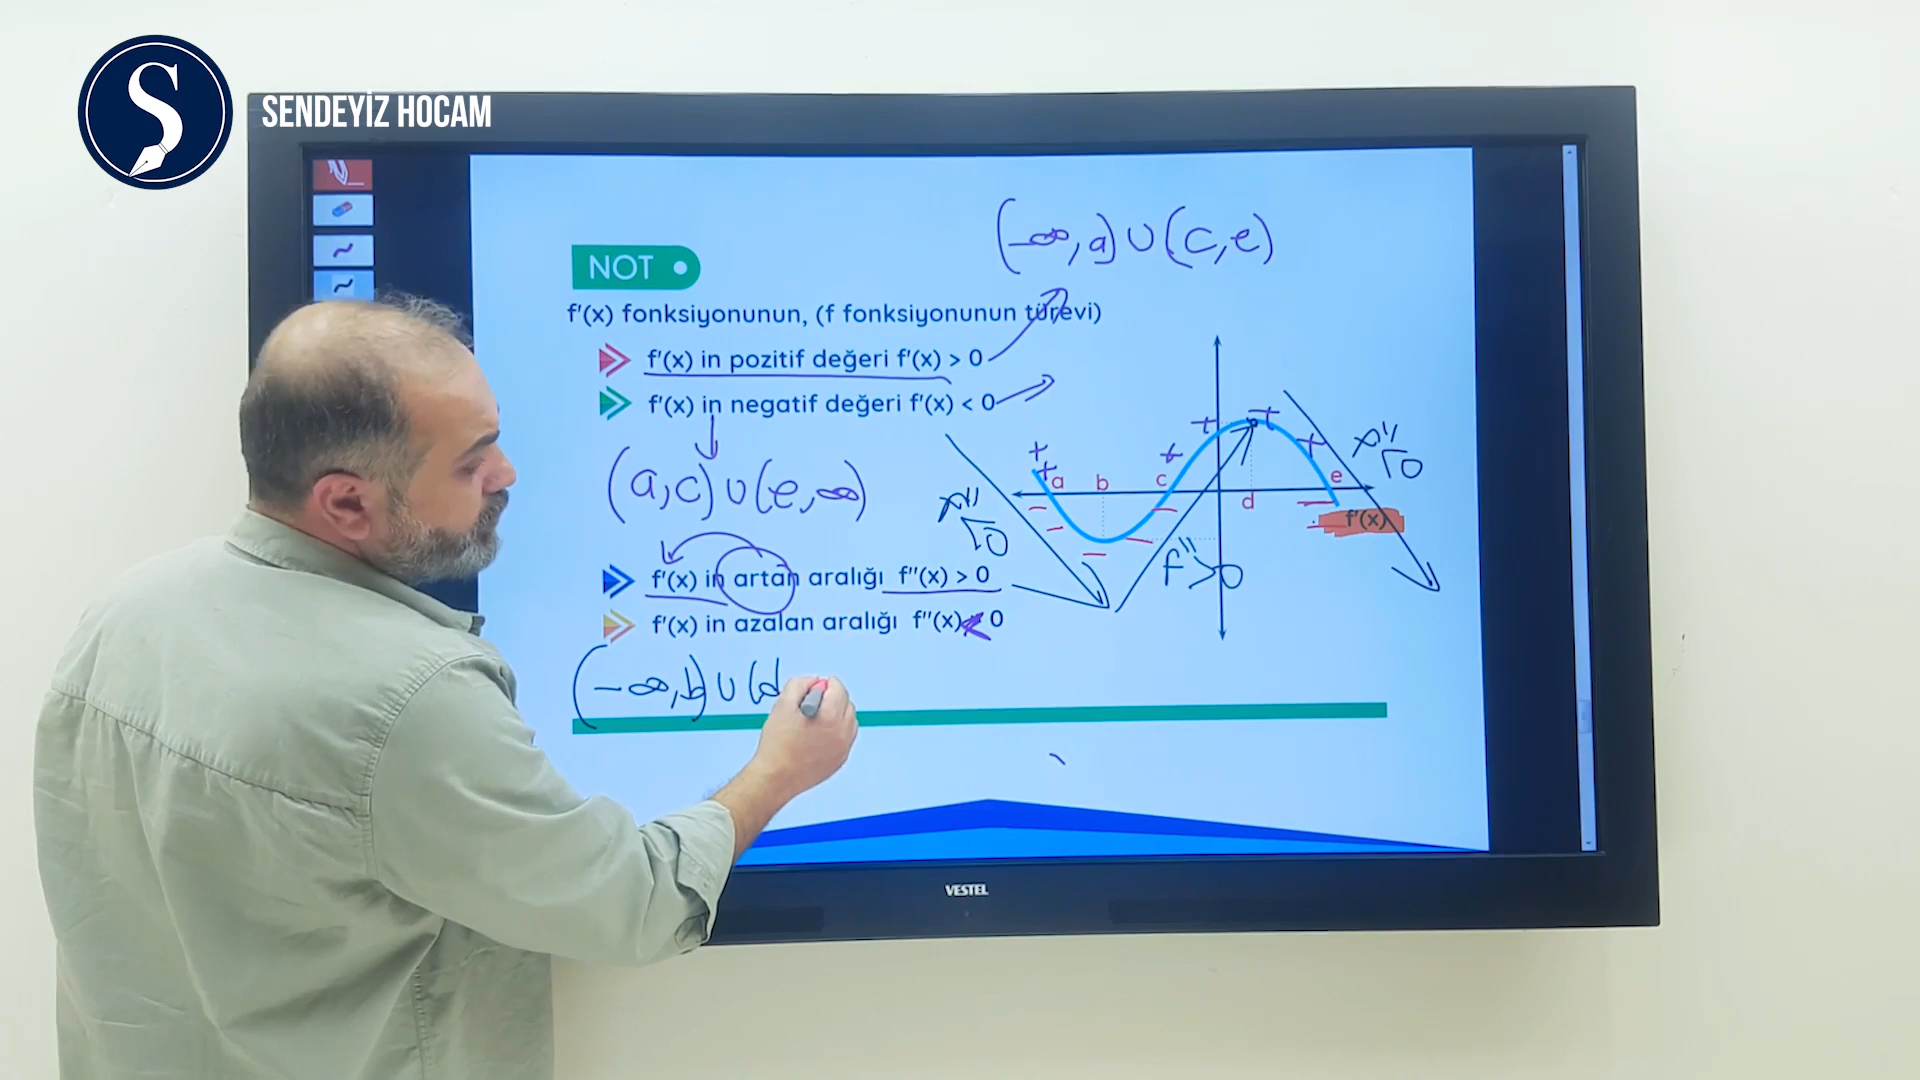 SENDEYİZ HOCAM
(-∞, a) ∪ (c, e)
NOT
f'(x) fonksiyonunun, (f fonksiyonunun türevi)
f'(x) in pozitif değeri f'(x) > 0
f'(x) in negatif değeri f'(x) < 0
(a, c) ∪ (e, ∞)
f'(x) in artan aralığı f''(x) > 0
f'(x) in azalan aralığı f''(x) < 0
(-∞, b) ∪ (d
+ + + + + + +
a b c d e
f'(x)
f'' < 0
f'' > 0
f'' < 0
VESTEL